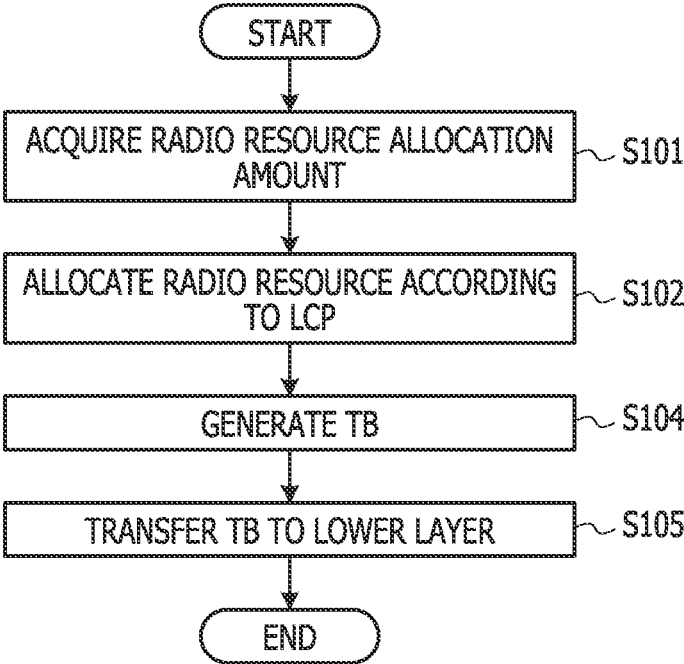 START
ACQUIRE RADIO RESOURCE ALLOCATION
AMOUNT
S101
ALLOCATE RADIO RESOURCE ACCORDING
TO LCP
S102
GENERATE TB
S104
TRANSFER TB TO LOWER LAYER
S105
END